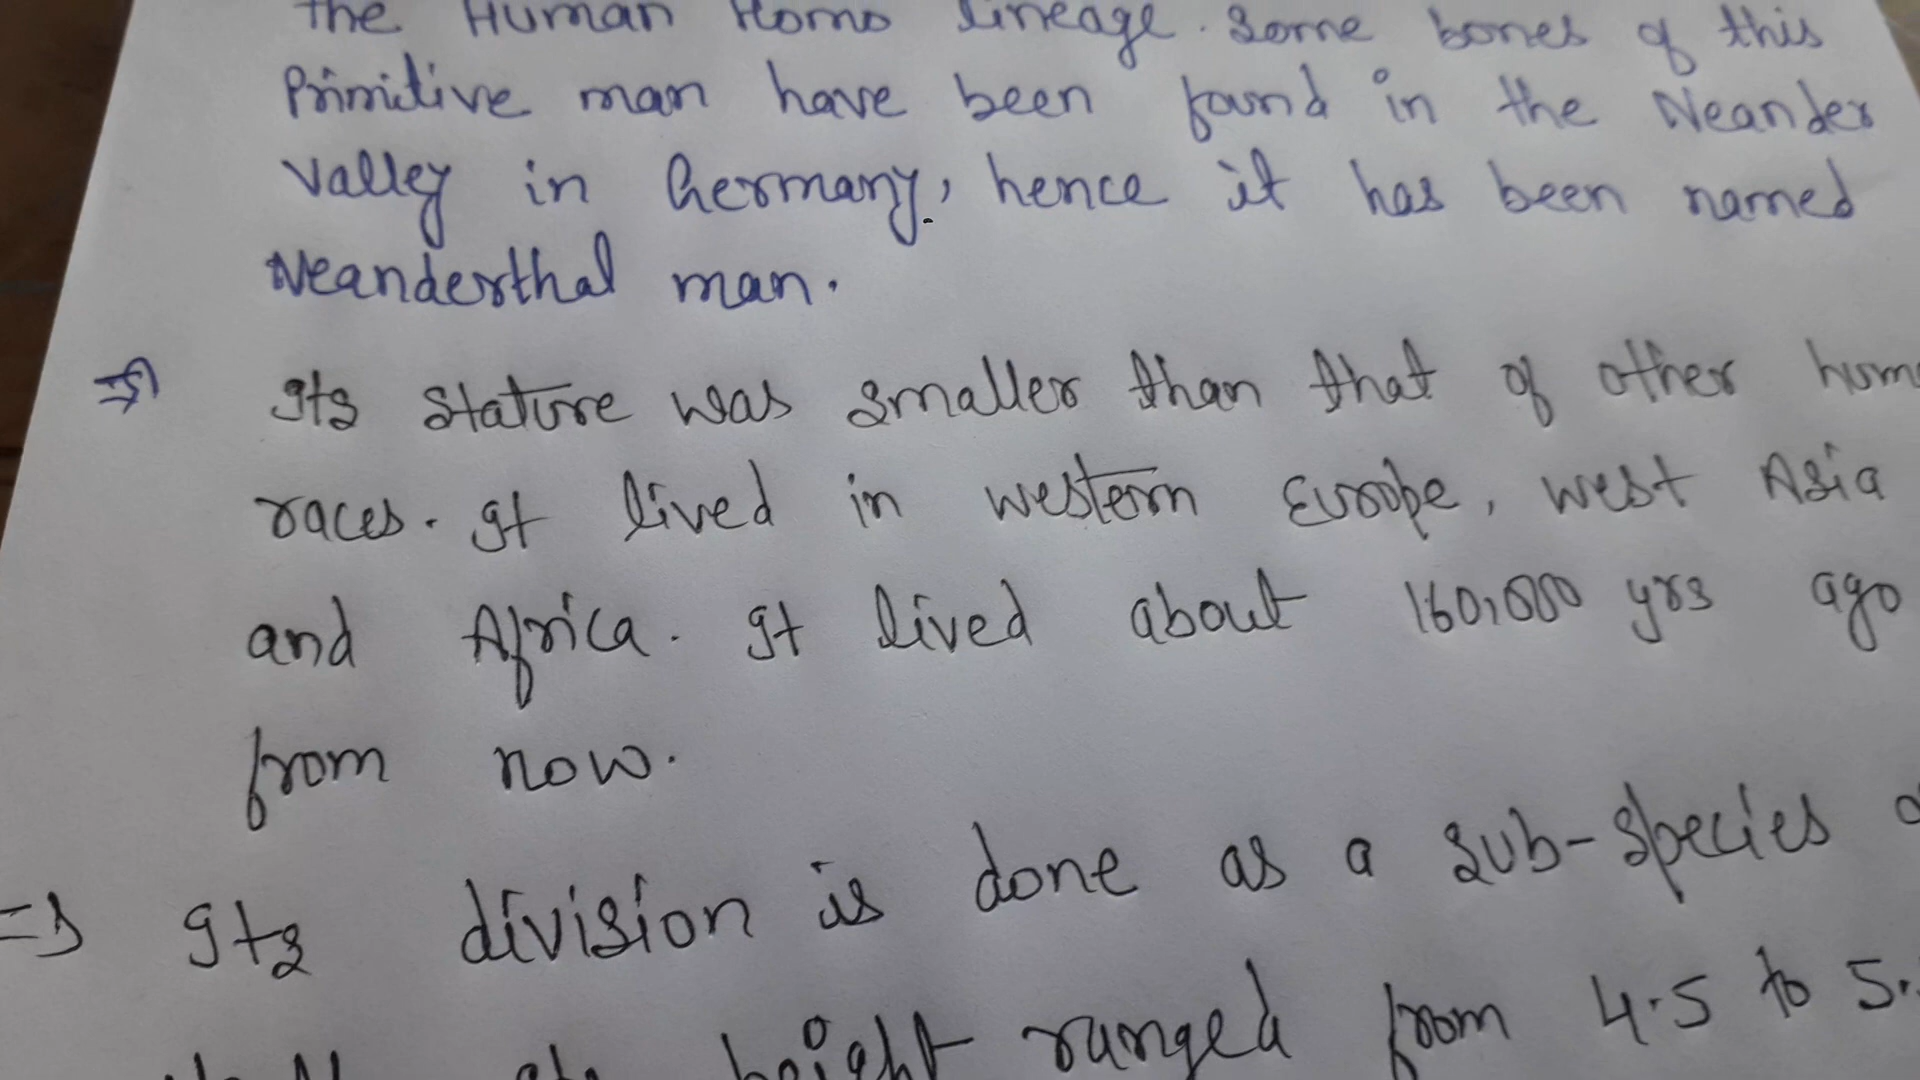 the Human Homo lineage. Some bones of this
Primitive man have been found in the Neander
Valley in Germany, hence it has been named
Neanderthal man.
⇒ Its stature was smaller than that of other
races. It lived in western Europe, west Asia
and Africa. It lived about 160,000 yrs ago
from now.
⇒ Its division is done as a sub-species
height ranged from 4.5 to 5.